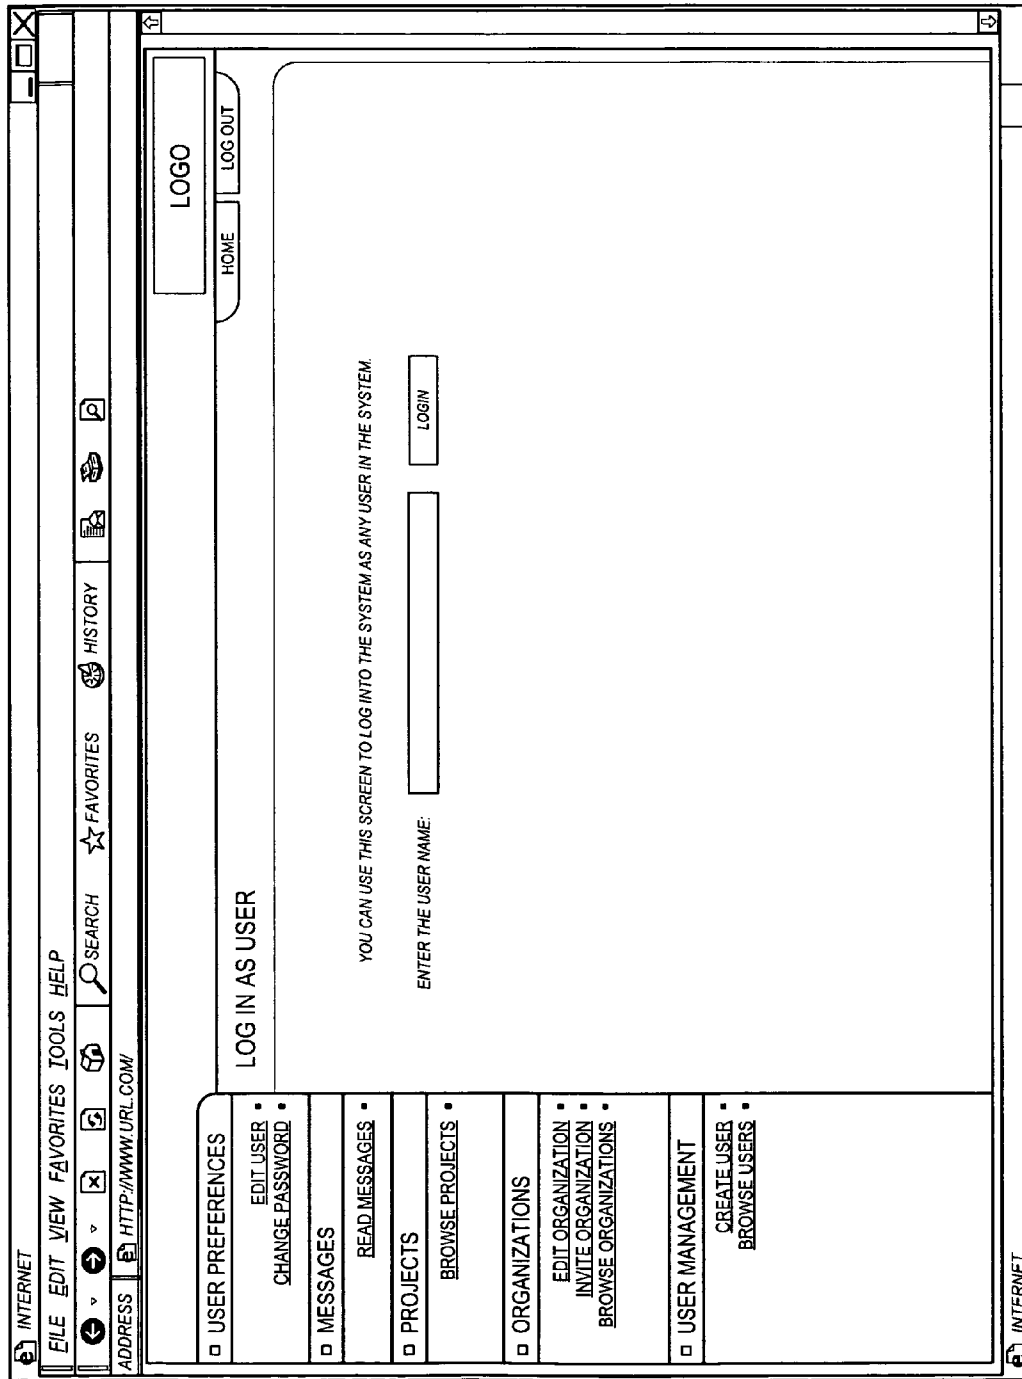 INTERNET
FILE EDIT VIEW FAVORITES TOOLS HELP
SEARCH FAVORITES HISTORY
ADDRESS HTTP://WWW.URL.COM/
LOGO
HOME LOG OUT
LOG IN AS USER
USER PREFERENCES
EDIT USER
CHANGE PASSWORD
MESSAGES
READ MESSAGES
PROJECTS
BROWSE PROJECTS
ORGANIZATIONS
EDIT ORGANIZATION
INVITE ORGANIZATION
BROWSE ORGANIZATIONS
USER MANAGEMENT
CREATE USER
BROWSE USERS
YOU CAN USE THIS SCREEN TO LOG INTO THE SYSTEM AS ANY USER IN THE SYSTEM.
ENTER THE USER NAME: LOGIN
INTERNET